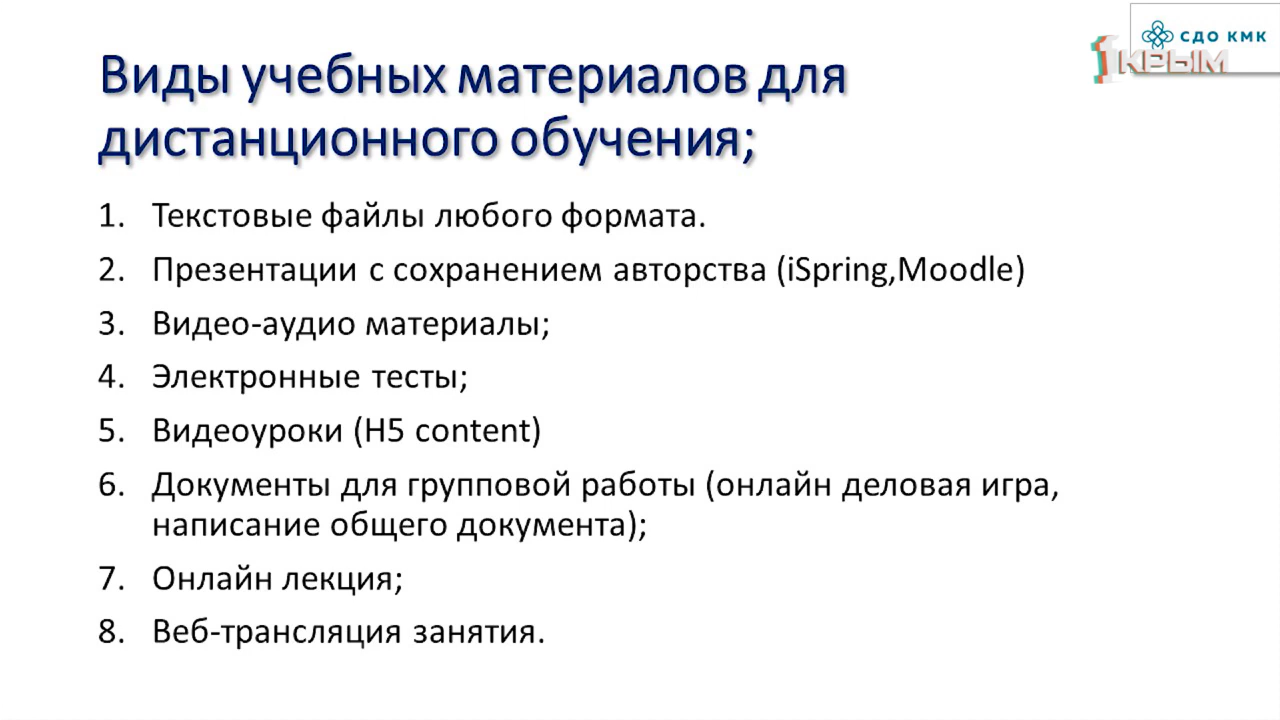 СДО КМК
1 КРЫМ
Виды учебных материалов для
дистанционного обучения;
1. Текстовые файлы любого формата.
2. Презентации с сохранением авторства (iSpring,Moodle)
3. Видео-аудио материалы;
4. Электронные тесты;
5. Видеоуроки (H5 content)
6. Документы для групповой работы (онлайн деловая игра,
написание общего документа);
7. Онлайн лекция;
8. Веб-трансляция занятия.